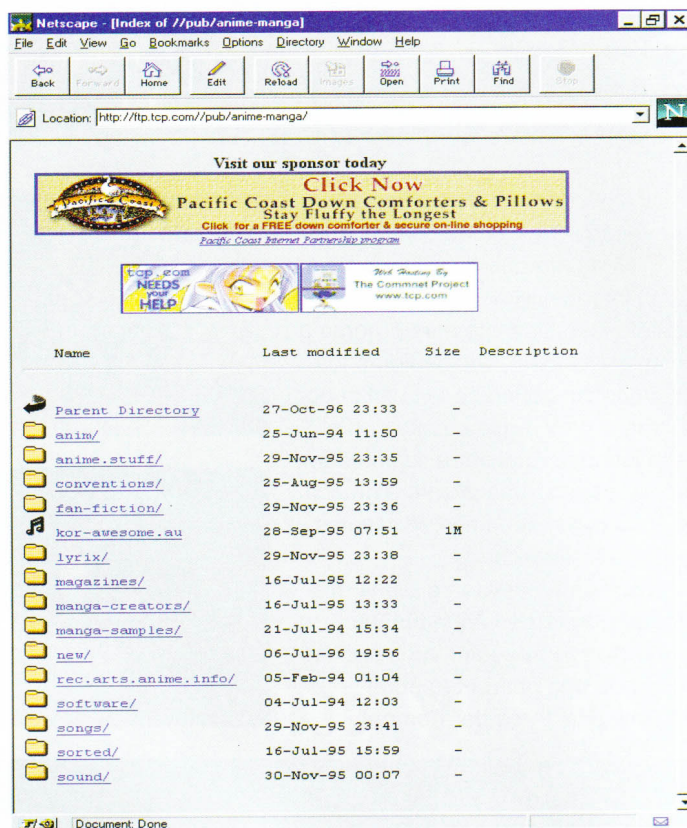 Netscape - [Index of //pub/anime-manga]
File Edit View Go Bookmarks Options Directory Window Help
Back Forward Home Edit Reload Images Open Print Find Stop
Location: http://ftp.tcp.com//pub/anime-manga/
N
Visit our sponsor today
Pacific Coast
Click Now
Pacific Coast Down Comforters & Pillows
Stay Fluffy the Longest
Click for a FREE down comforter & secure on-line shopping
Pacific Coast Internet Partnership program
tcp.com
NEEDS
your
HELP
Web Hosting By
The Commnet Project
www.tcp.com
Name Last modified Size Description
Parent Directory 27-Oct-96 23:33 -
anim/ 25-Jun-94 11:50 -
anime.stuff/ 29-Nov-95 23:35 -
conventions/ 25-Aug-95 13:59 -
fan-fiction/ 29-Nov-95 23:36 -
kor-awesome.au 28-Sep-95 07:51 1M
lyrix/ 29-Nov-95 23:38 -
magazines/ 16-Jul-95 12:22 -
manga-creators/ 16-Jul-95 13:33 -
manga-samples/ 21-Jul-94 15:34 -
new/ 06-Jul-96 19:56 -
rec.arts.anime.info/ 05-Feb-94 01:04 -
software/ 04-Jul-94 12:03 -
songs/ 29-Nov-95 23:41 -
sorted/ 16-Jul-95 15:59 -
sound/ 30-Nov-95 00:07 -
Document: Done